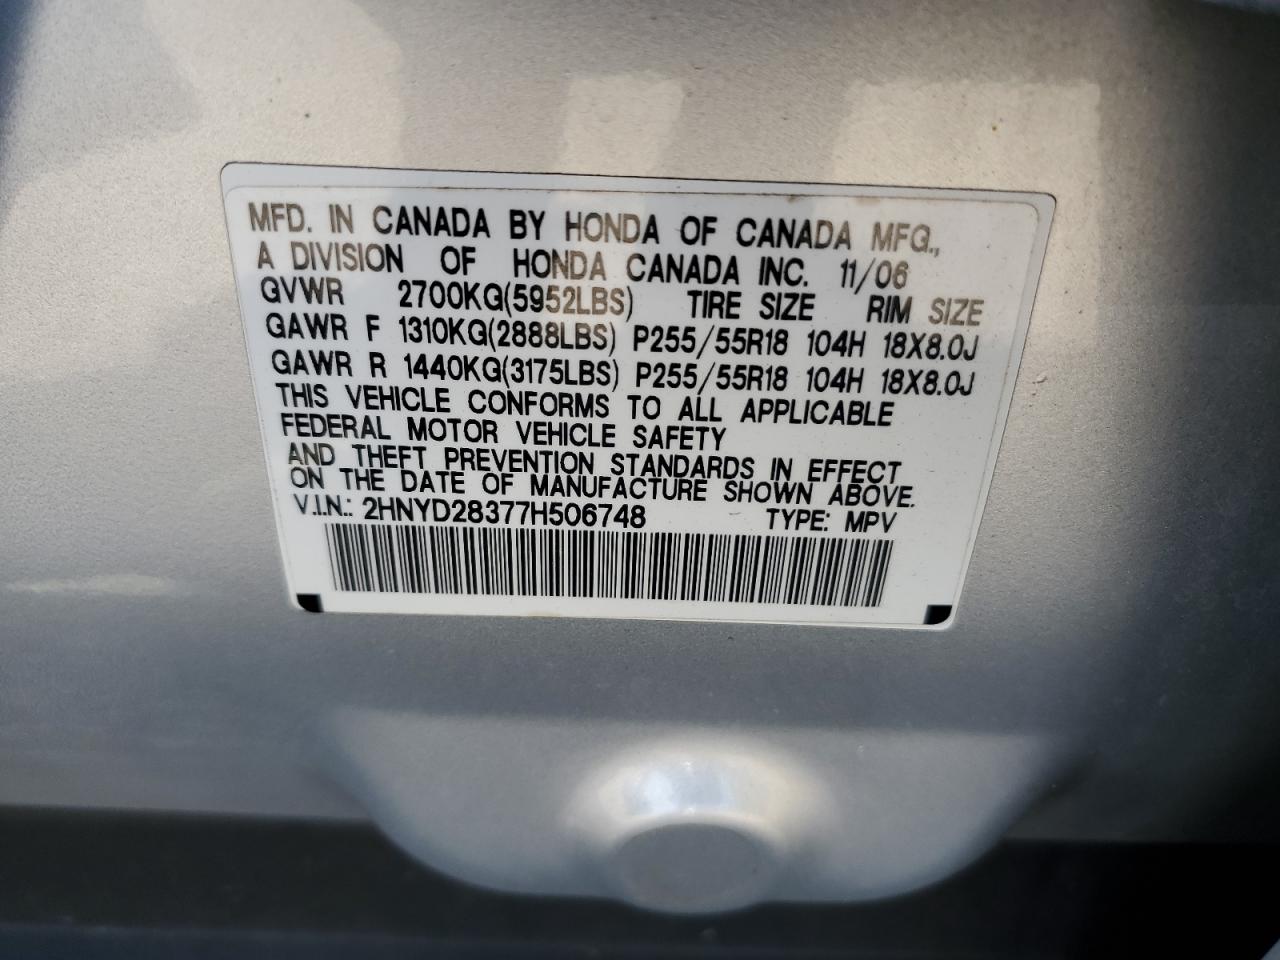 MFD. IN CANADA BY HONDA OF CANADA MFG.,
A DIVISION OF HONDA CANADA INC. 11/06
GVWR 2700KG(5952LBS) TIRE SIZE RIM SIZE
GAWR F 1310KG(2888LBS) P255/55R18 104H 18X8.0J
GAWR R 1440KG(3175LBS) P255/55R18 104H 18X8.0J
THIS VEHICLE CONFORMS TO ALL APPLICABLE
FEDERAL MOTOR VEHICLE SAFETY
AND THEFT PREVENTION STANDARDS IN EFFECT
ON THE DATE OF MANUFACTURE SHOWN ABOVE.
V.I.N.: 2HNYD28377H506748 TYPE: MPV